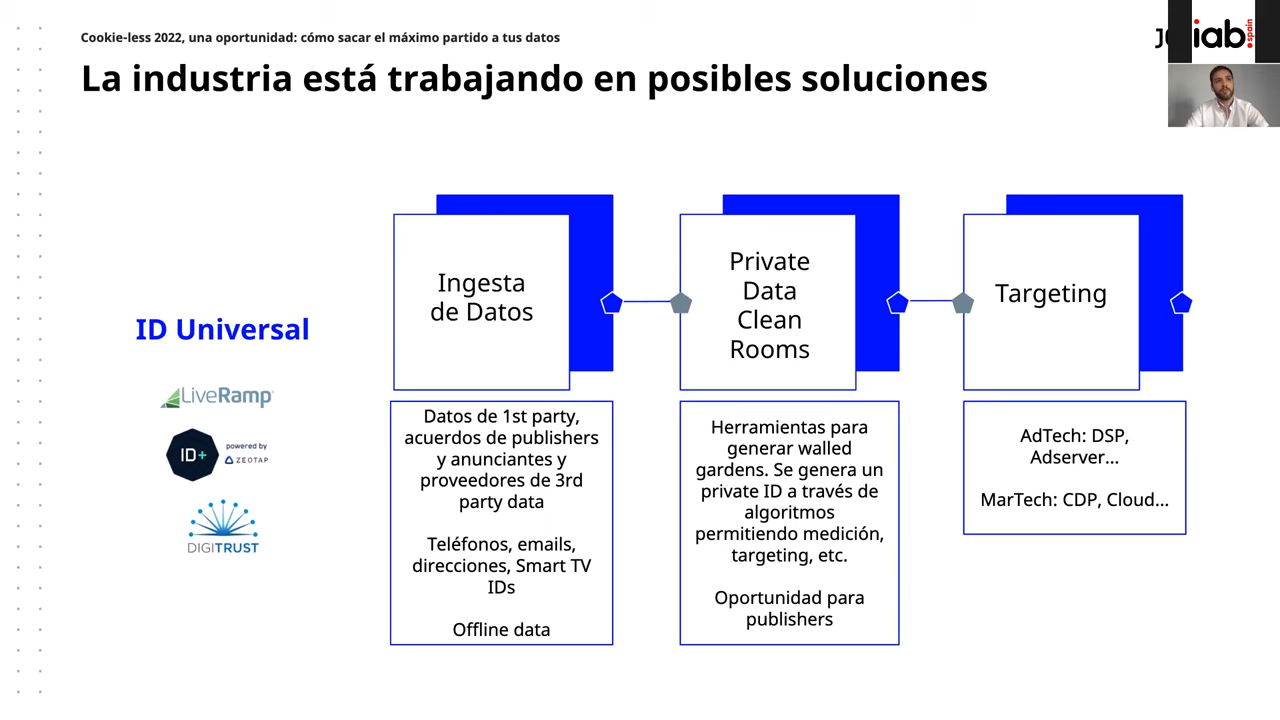 Cookie-less 2022, una oportunidad: cómo sacar el máximo partido a tus datos
La industria está trabajando en posibles soluciones
iab
spain
ID Universal
LiveRamp
ID+
powered by
ZEOTAP
DIGITRUST
Ingesta
de Datos
Datos de 1st party,
acuerdos de publishers
y anunciantes y
proveedores de 3rd
party data
Teléfonos, emails,
direcciones, Smart TV
IDs
Offline data
Private
Data
Clean
Rooms
Herramientas para
generar walled
gardens. Se genera un
private ID a través de
algoritmos
permitiendo medición,
targeting, etc.
Oportunidad para
publishers
Targeting
AdTech: DSP,
Adserver...
MarTech: CDP, Cloud...